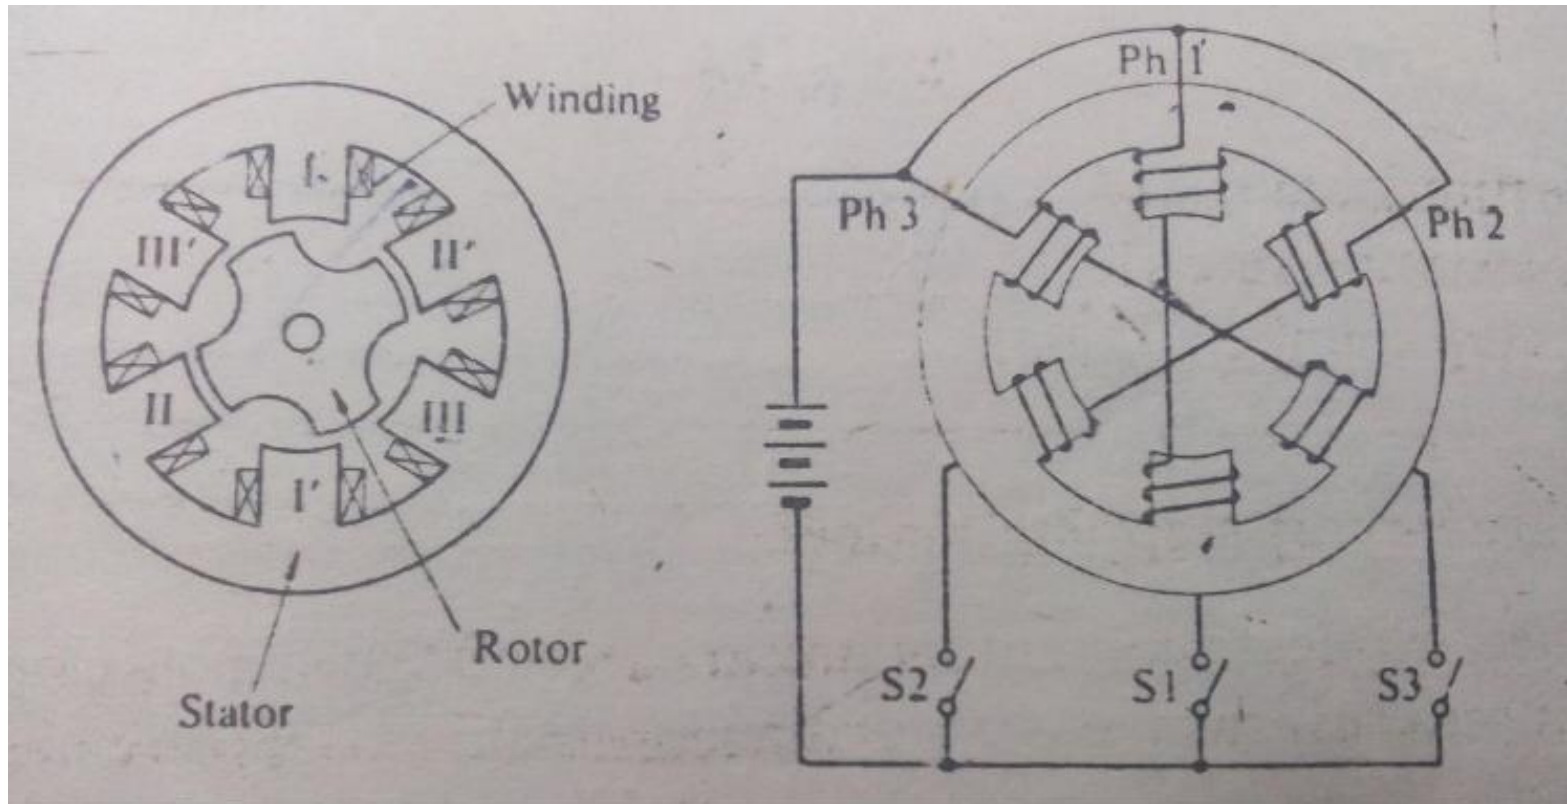 Winding
I
III'
II'
II
III
I'
Rotor
Stator
Ph 1'
Ph 3
Ph 2
S2
S1
S3